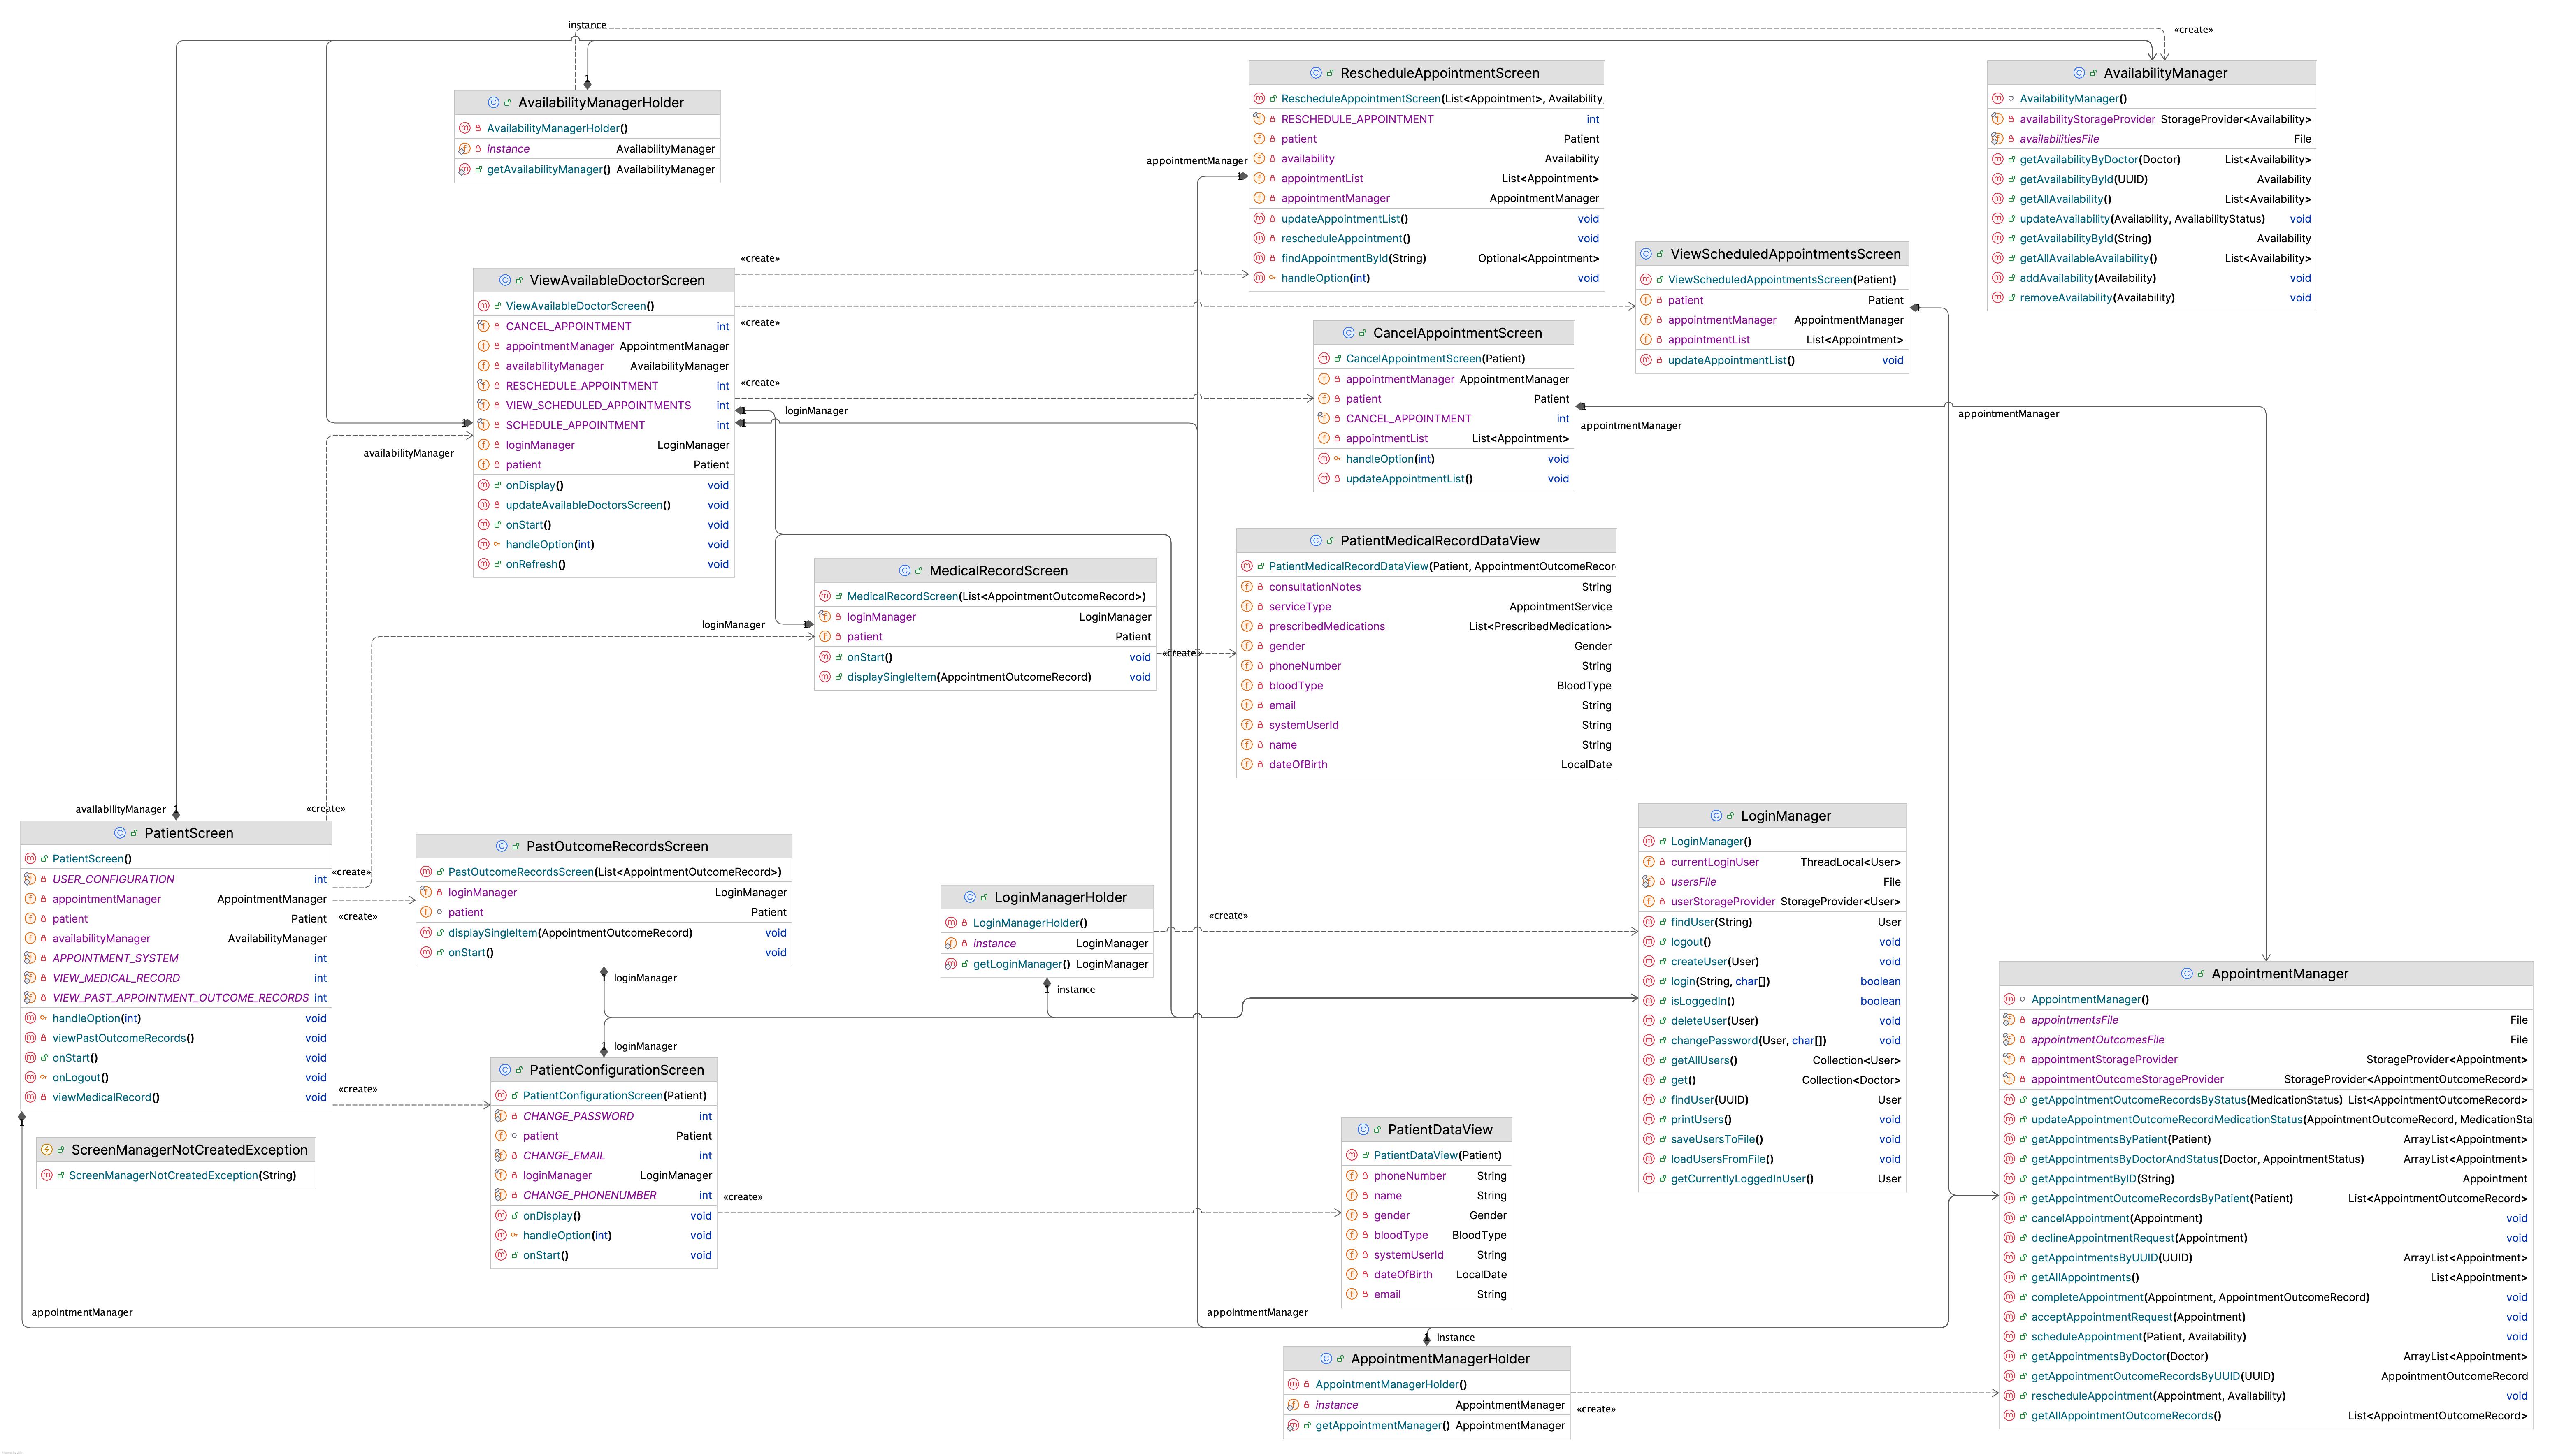 instance
«create»
AvailabilityManagerHolder
AvailabilityManagerHolder()
instance AvailabilityManager
getAvailabilityManager() AvailabilityManager
RescheduleAppointmentScreen
RescheduleAppointmentScreen(List<Appointment>, Availability,
RESCHEDULE_APPOINTMENT int
patient Patient
availability Availability
appointmentList List<Appointment>
appointmentManager AppointmentManager
updateAppointmentList() void
rescheduleAppointment() void
findAppointmentById(String) Optional<Appointment>
handleOption(int) void
appointmentManager
AvailabilityManager
AvailabilityManager()
availabilityStorageProvider StorageProvider<Availability>
availabilitiesFile File
getAvailabilityByDoctor(Doctor) List<Availability>
getAvailabilityById(UUID) Availability
getAllAvailability() List<Availability>
updateAvailability(Availability, AvailabilityStatus) void
getAvailabilityById(String) Availability
getAllAvailableAvailability() List<Availability>
addAvailability(Availability) void
removeAvailability(Availability) void
ViewScheduledAppointmentsScreen
ViewScheduledAppointmentsScreen(Patient)
patient Patient
appointmentManager AppointmentManager
appointmentList List<Appointment>
updateAppointmentList() void
«create»
«create»
«create»
ViewAvailableDoctorScreen
ViewAvailableDoctorScreen()
CANCEL_APPOINTMENT int
appointmentManager AppointmentManager
availabilityManager AvailabilityManager
RESCHEDULE_APPOINTMENT int
VIEW_SCHEDULED_APPOINTMENTS int
SCHEDULE_APPOINTMENT int
loginManager LoginManager
patient Patient
onDisplay() void
updateAvailableDoctorsScreen() void
onStart() void
handleOption(int) void
onRefresh() void
loginManager
availabilityManager
CancelAppointmentScreen
CancelAppointmentScreen(Patient)
appointmentManager AppointmentManager
patient Patient
CANCEL_APPOINTMENT int
appointmentList List<Appointment>
handleOption(int) void
updateAppointmentList() void
appointmentManager
appointmentManager
MedicalRecordScreen
MedicalRecordScreen(List<AppointmentOutcomeRecord>)
loginManager LoginManager
patient Patient
onStart() void
displaySingleItem(AppointmentOutcomeRecord) void
loginManager
«create»
PatientMedicalRecordDataView
PatientMedicalRecordDataView(Patient, AppointmentOutcomeRecor
consultationNotes String
serviceType AppointmentService
prescribedMedications List<PrescribedMedication>
gender Gender
phoneNumber String
bloodType BloodType
email String
systemUserId String
name String
dateOfBirth LocalDate
availabilityManager 1
«create»
PatientScreen
PatientScreen()
USER_CONFIGURATION int
appointmentManager AppointmentManager
patient Patient
availabilityManager AvailabilityManager
APPOINTMENT_SYSTEM int
VIEW_MEDICAL_RECORD int
VIEW_PAST_APPOINTMENT_OUTCOME_RECORDS int
handleOption(int) void
viewPastOutcomeRecords() void
onStart() void
onLogout() void
viewMedicalRecord() void
«create»
«create»
«create»
PastOutcomeRecordsScreen
PastOutcomeRecordsScreen(List<AppointmentOutcomeRecord>)
loginManager LoginManager
patient Patient
displaySingleItem(AppointmentOutcomeRecord) void
onStart() void
1 loginManager
LoginManagerHolder
LoginManagerHolder()
instance LoginManager
getLoginManager() LoginManager
1 instance
«create»
LoginManager
LoginManager()
currentLoginUser ThreadLocal<User>
usersFile File
userStorageProvider StorageProvider<User>
findUser(String) User
logout() void
createUser(User) void
login(String, char[]) boolean
isLoggedIn() boolean
deleteUser(User) void
changePassword(User, char[]) void
getAllUsers() Collection<User>
get() Collection<Doctor>
findUser(UUID) User
printUsers() void
saveUsersToFile() void
loadUsersFromFile() void
getCurrentlyLoggedInUser() User
1 loginManager
PatientConfigurationScreen
PatientConfigurationScreen(Patient)
CHANGE_PASSWORD int
patient Patient
CHANGE_EMAIL int
loginManager LoginManager
CHANGE_PHONENUMBER int
onDisplay() void
handleOption(int) void
onStart() void
«create»
ScreenManagerNotCreatedException
ScreenManagerNotCreatedException(String)
PatientDataView
PatientDataView(Patient)
phoneNumber String
name String
gender Gender
bloodType BloodType
systemUserId String
dateOfBirth LocalDate
email String
AppointmentManager
AppointmentManager()
appointmentsFile File
appointmentOutcomesFile File
appointmentStorageProvider StorageProvider<Appointment>
appointmentOutcomeStorageProvider StorageProvider<AppointmentOutcomeRecord>
getAppointmentOutcomeRecordsByStatus(MedicationStatus) List<AppointmentOutcomeRecord>
updateAppointmentOutcomeRecordMedicationStatus(AppointmentOutcomeRecord, MedicationSta
getAppointmentsByPatient(Patient) ArrayList<Appointment>
getAppointmentsByDoctorAndStatus(Doctor, AppointmentStatus) ArrayList<Appointment>
getAppointmentByID(String) Appointment
getAppointmentOutcomeRecordsByPatient(Patient) List<AppointmentOutcomeRecord>
cancelAppointment(Appointment) void
declineAppointmentRequest(Appointment) void
getAppointmentsByUUID(UUID) ArrayList<Appointment>
getAllAppointments() List<Appointment>
completeAppointment(Appointment, AppointmentOutcomeRecord) void
acceptAppointmentRequest(Appointment) void
scheduleAppointment(Patient, Availability) void
getAppointmentsByDoctor(Doctor) ArrayList<Appointment>
getAppointmentOutcomeRecordsByUUID(UUID) AppointmentOutcomeRecord
rescheduleAppointment(Appointment, Availability) void
getAllAppointmentOutcomeRecords() List<AppointmentOutcomeRecord>
appointmentManager
appointmentManager
1 instance
AppointmentManagerHolder
AppointmentManagerHolder()
instance AppointmentManager
getAppointmentManager() AppointmentManager
«create»